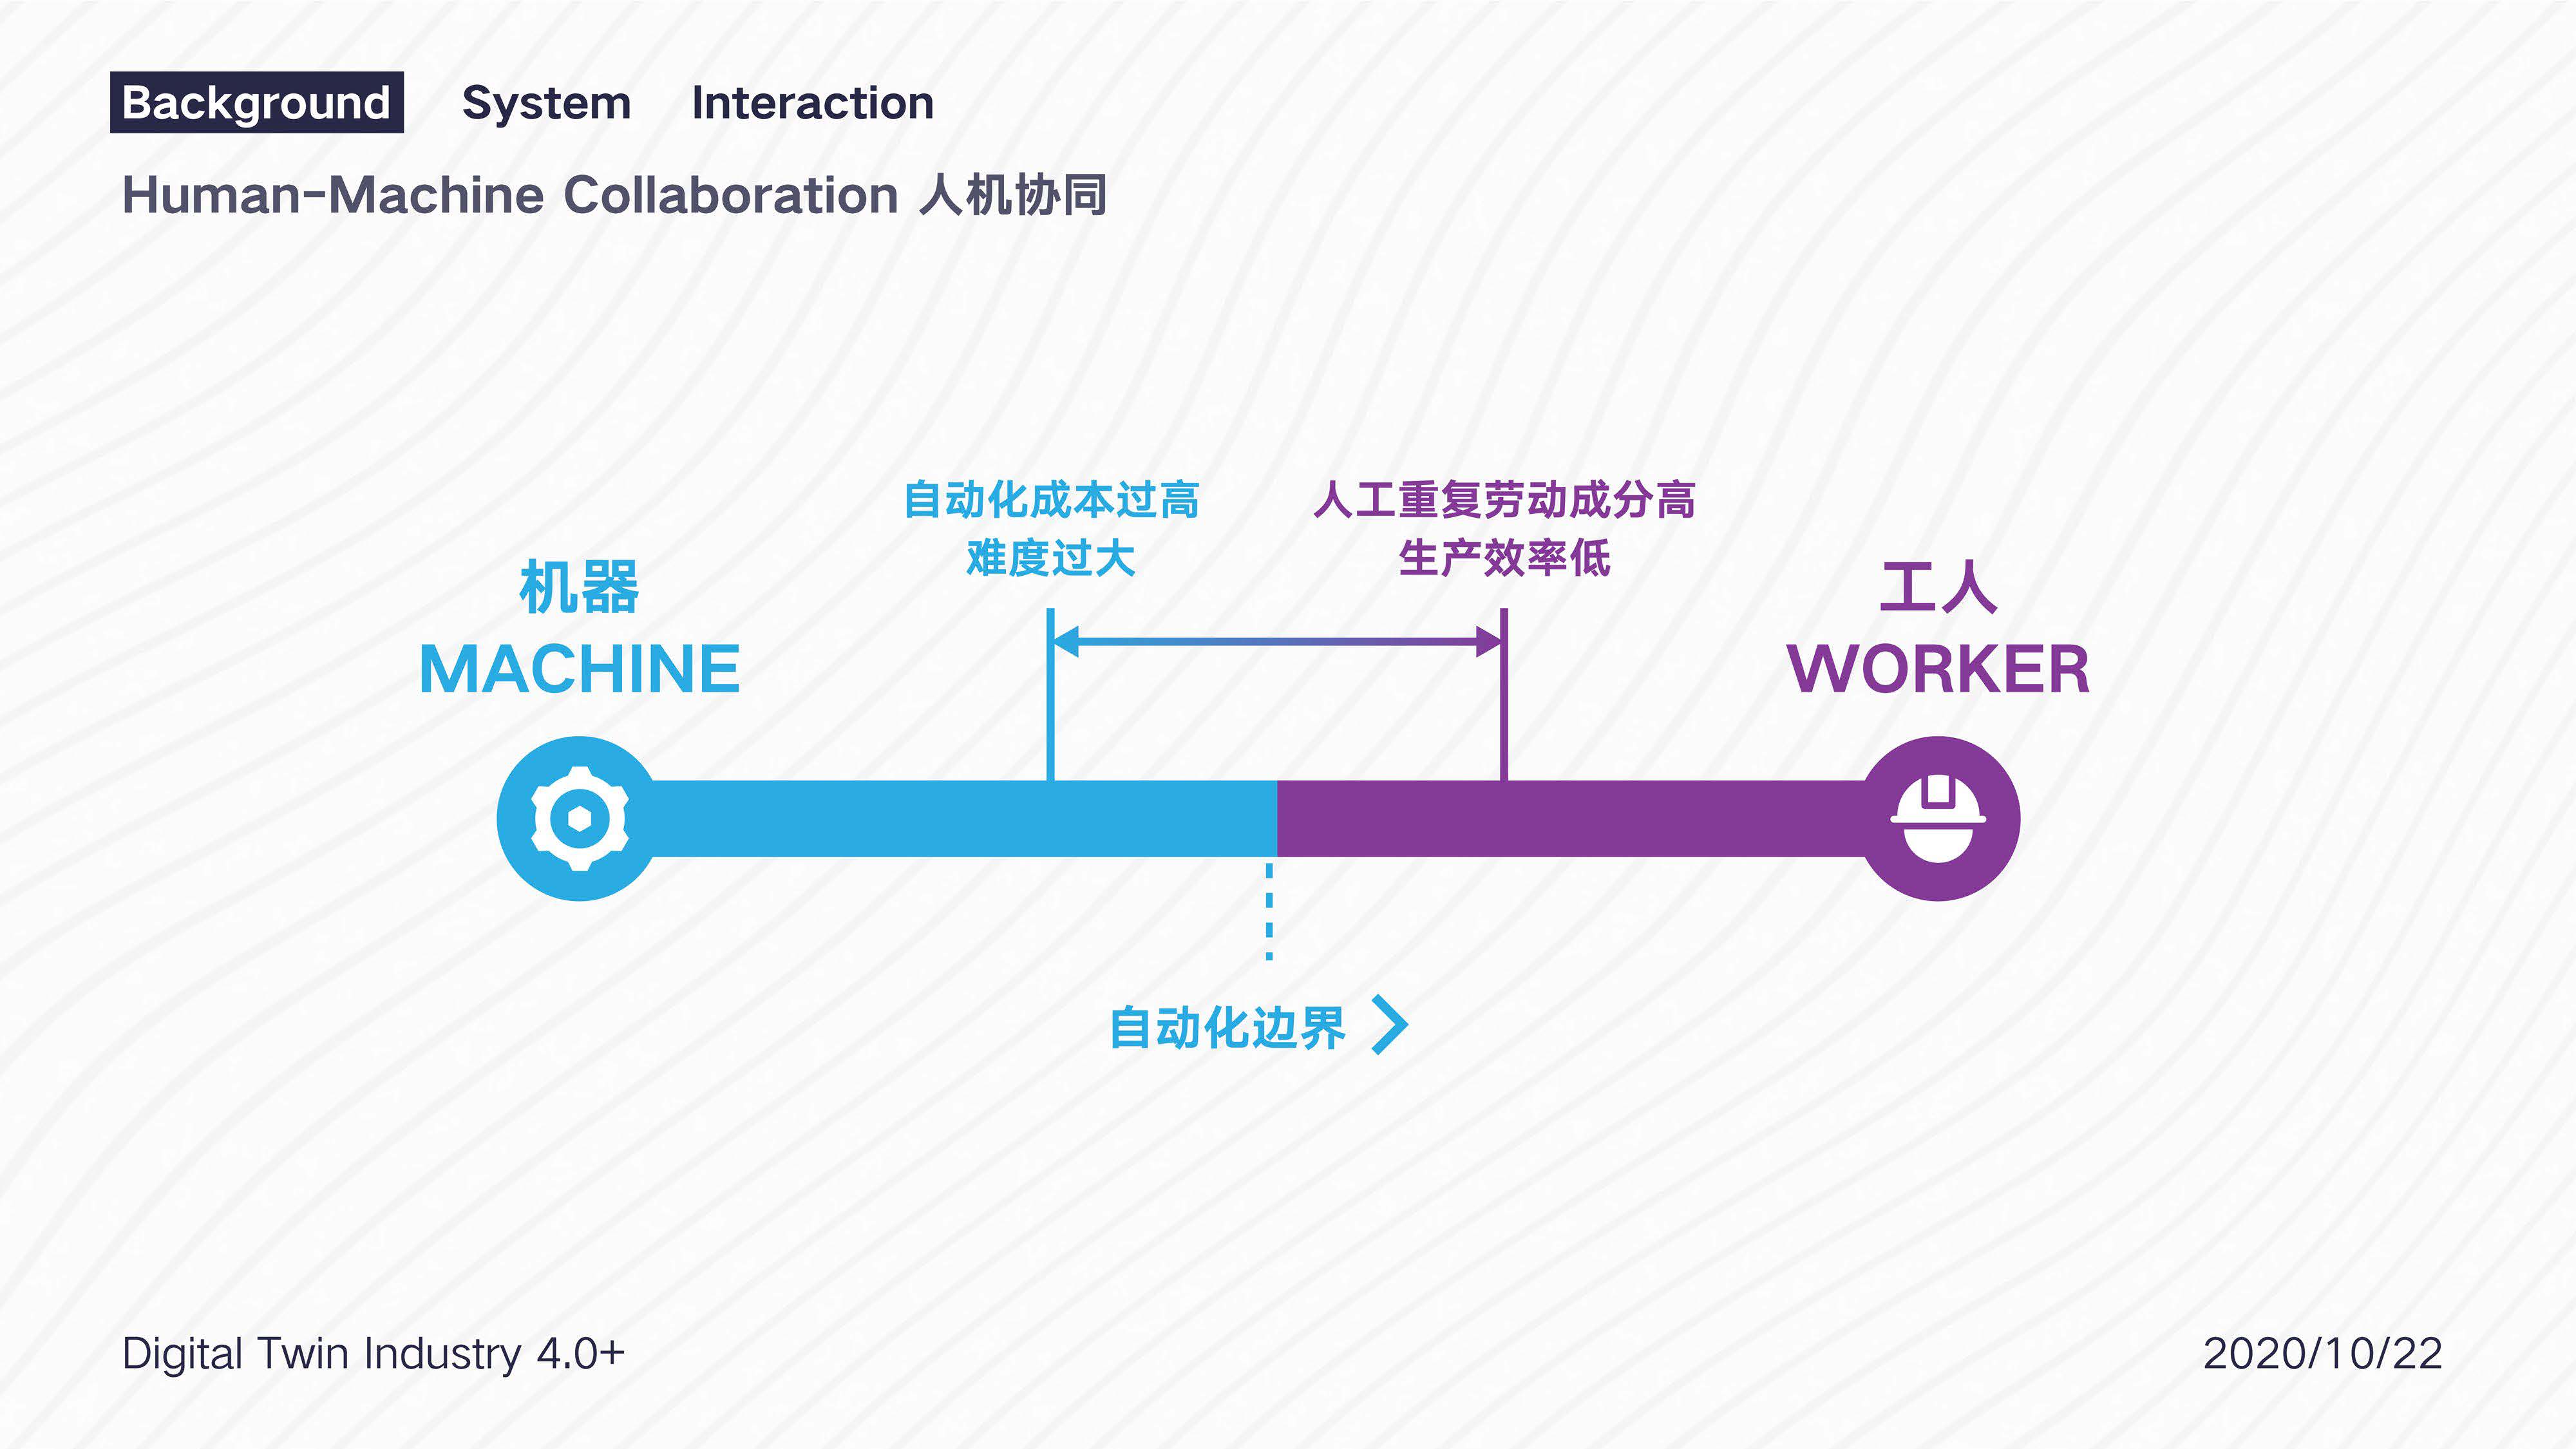 Background System Interaction
Human-Machine Collaboration 人机协同
自动化成本过高
难度过大
人工重复劳动成分高
生产效率低
机器
MACHINE
工人
WORKER
自动化边界
Digital Twin Industry 4.0+
2020/10/22